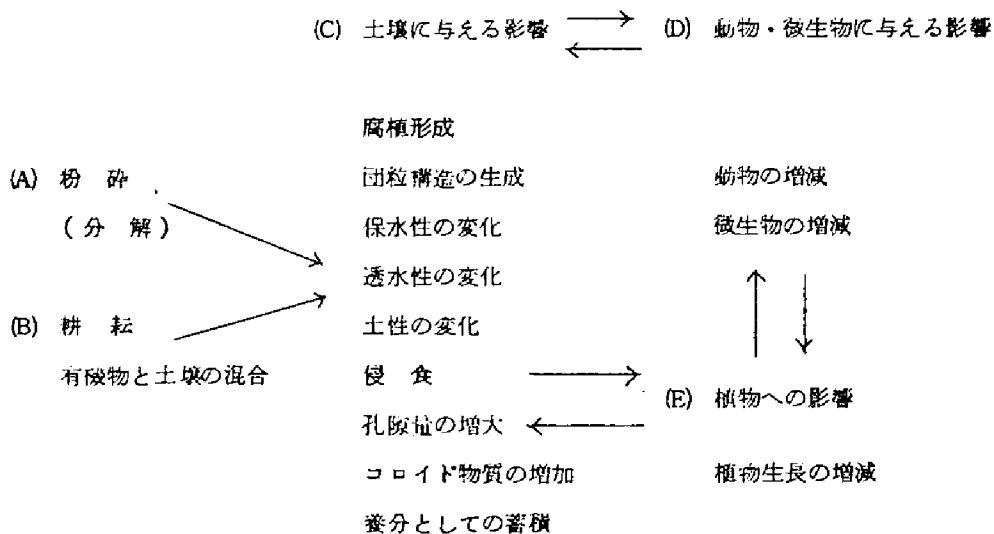 (C) 土壌に与える影響
(D) 動物・微生物に与える影響
腐植形成
(A) 粉 砕
(分 解)
団粒構造の生成
動物の増減
保水性の変化
微生物の増減
透水性の変化
(B) 耕 耘
有機物と土壌の混合
土性の変化
侵 食
孔隙量の増大
(E) 植物への影響
コロイド物質の増加
植物生長の増減
養分としての蓄積